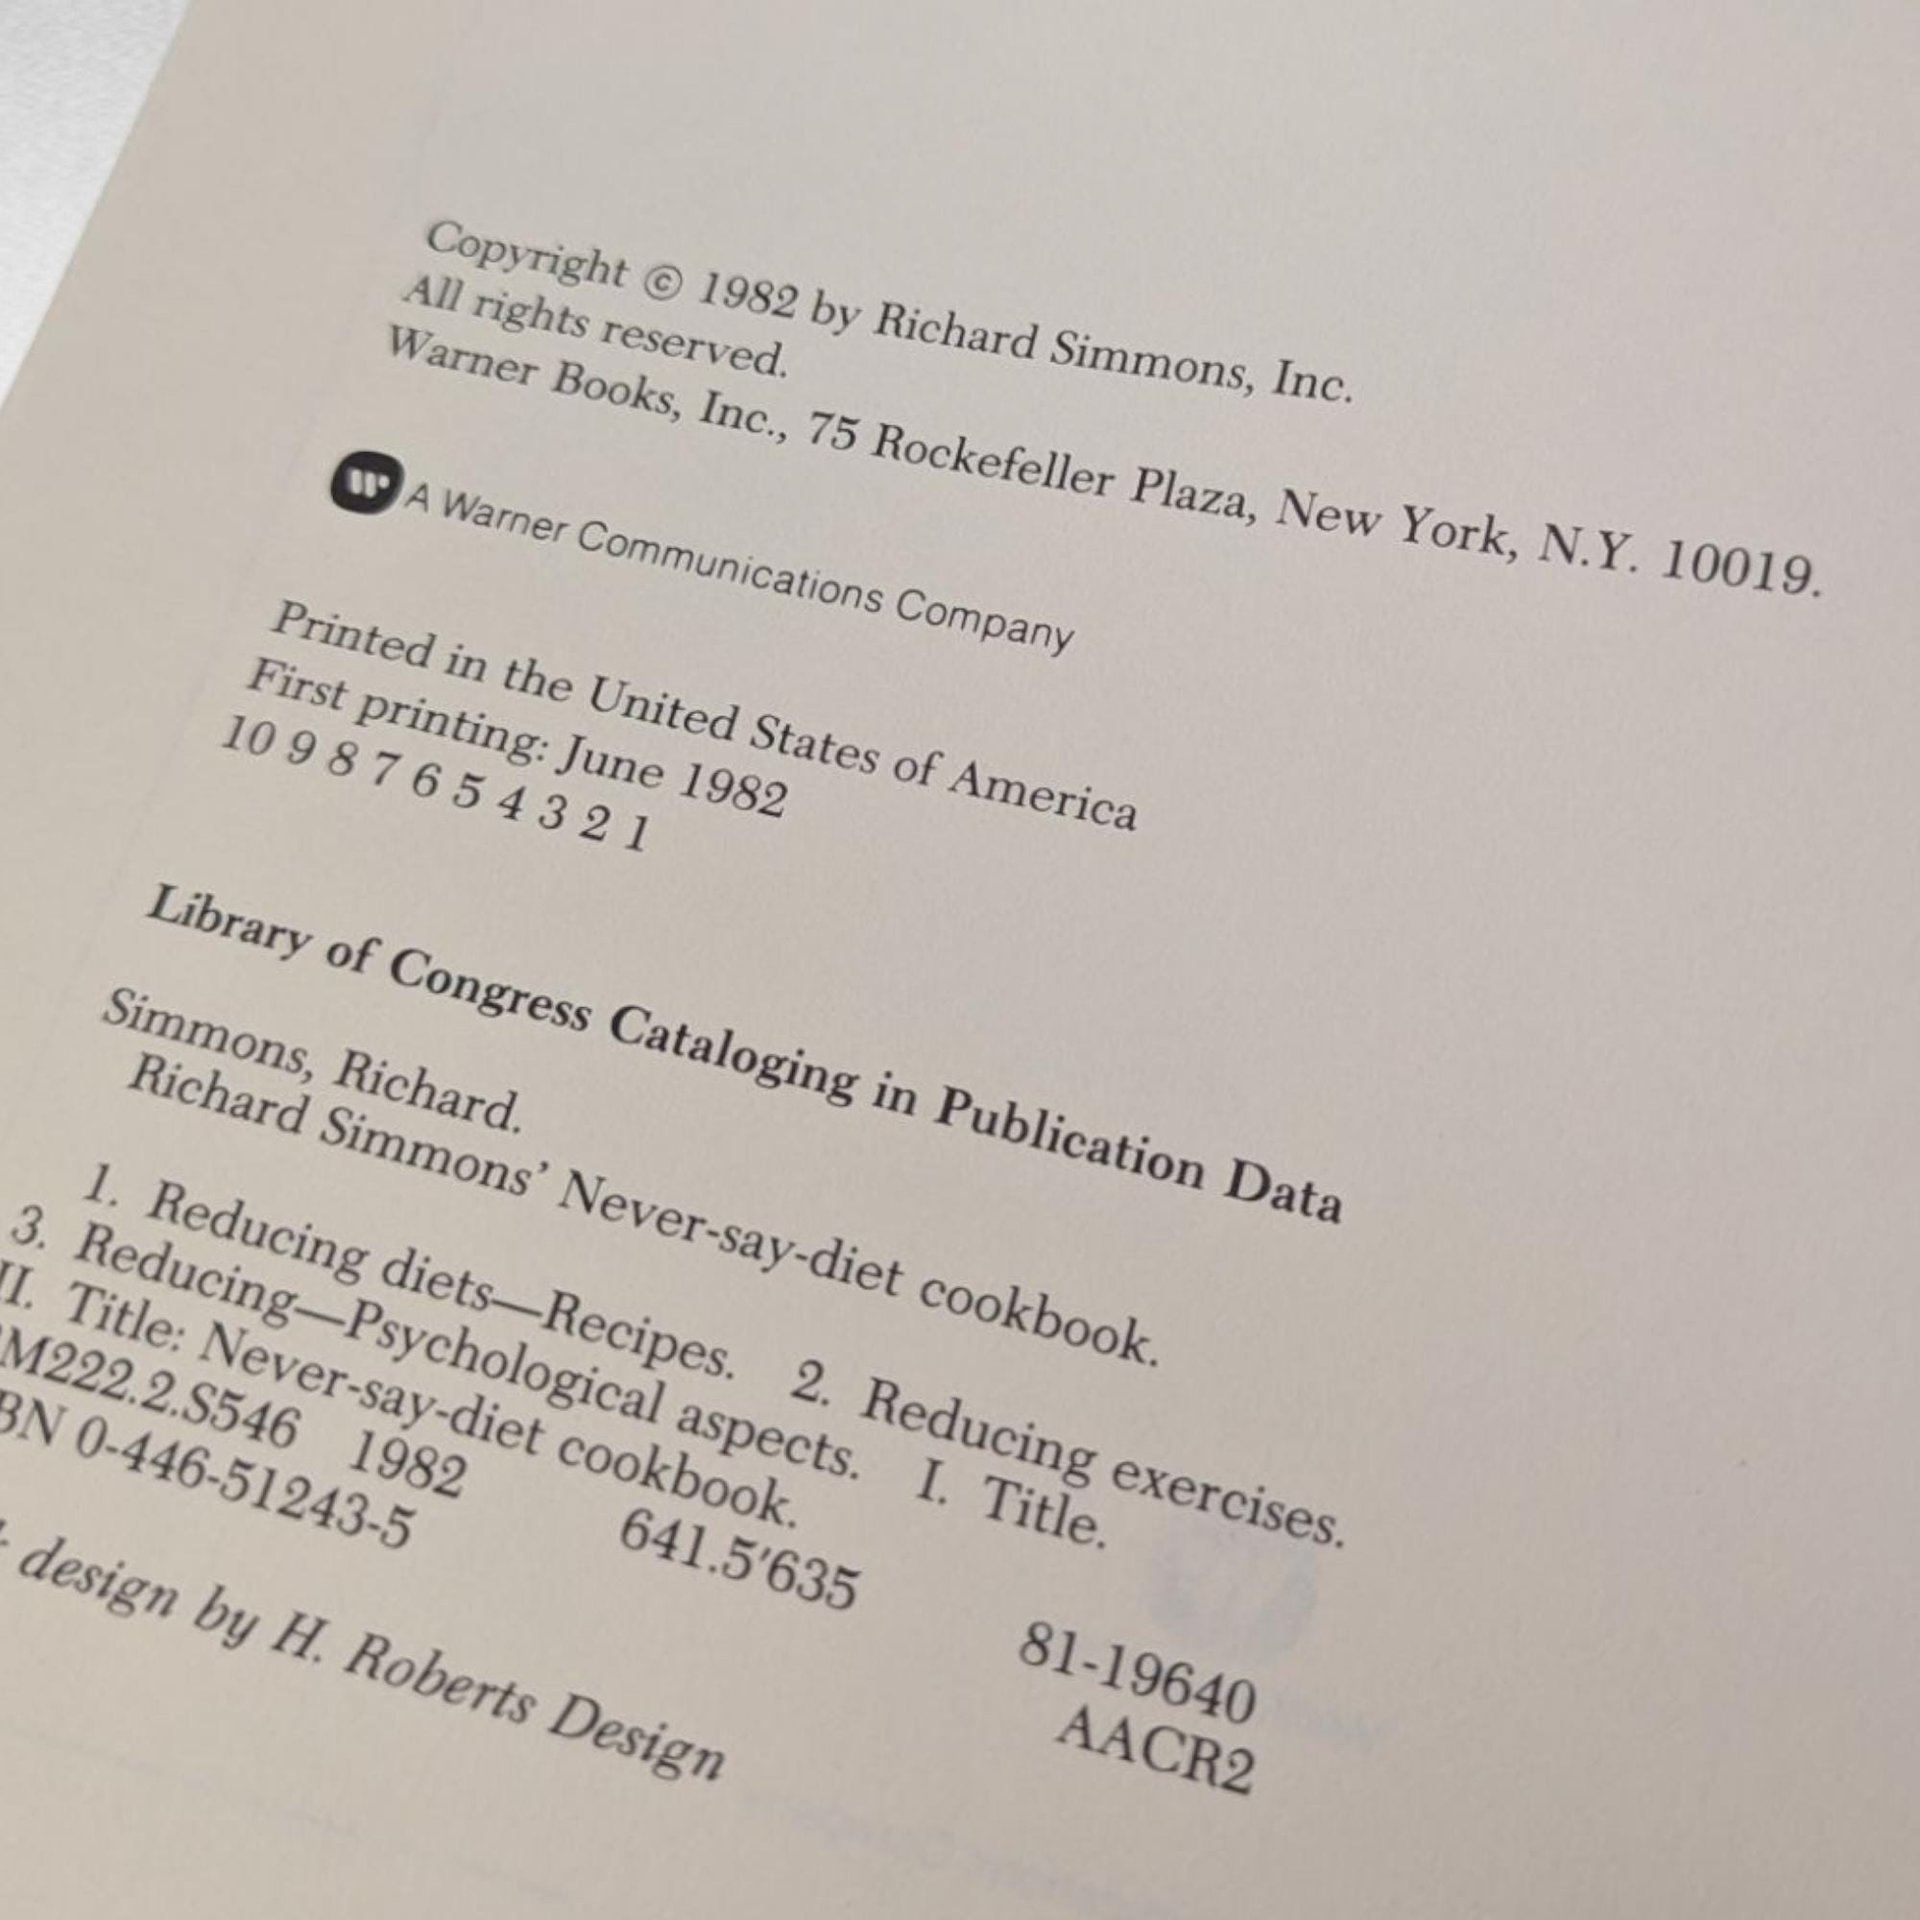 Copyright © 1982 by Richard Simmons, Inc.
All rights reserved.
Warner Books, Inc., 75 Rockefeller Plaza, New York, N.Y. 10019.
A Warner Communications Company
Printed in the United States of America
First printing: June 1982
10 9 8 7 6 5 4 3 2 1
Library of Congress Cataloging in Publication Data
Simmons, Richard.
Richard Simmons’ Never-say-diet cookbook.
1. Reducing diets—Recipes. 2. Reducing exercises.
3. Reducing—Psychological aspects. I. Title.
II. Title: Never-say-diet cookbook.
M222.2.S546 1982 641.5′635 81-19640
BN 0-446-51243-5 AACR2
design by H. Roberts Design